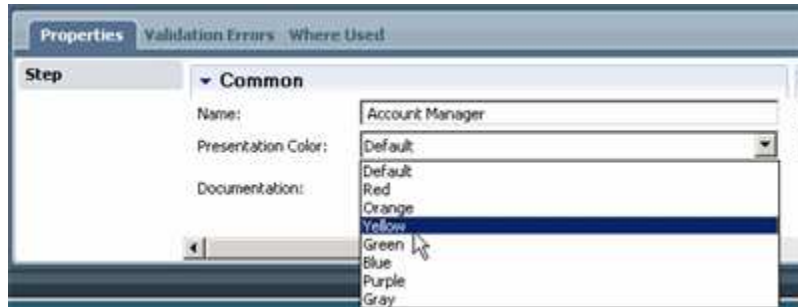 Properties Validation Errors Where Used
Step
Common
Name: Account Manager
Presentation Color: Default
Documentation:
Default
Red
Orange
Yellow
Green
Blue
Purple
Gray